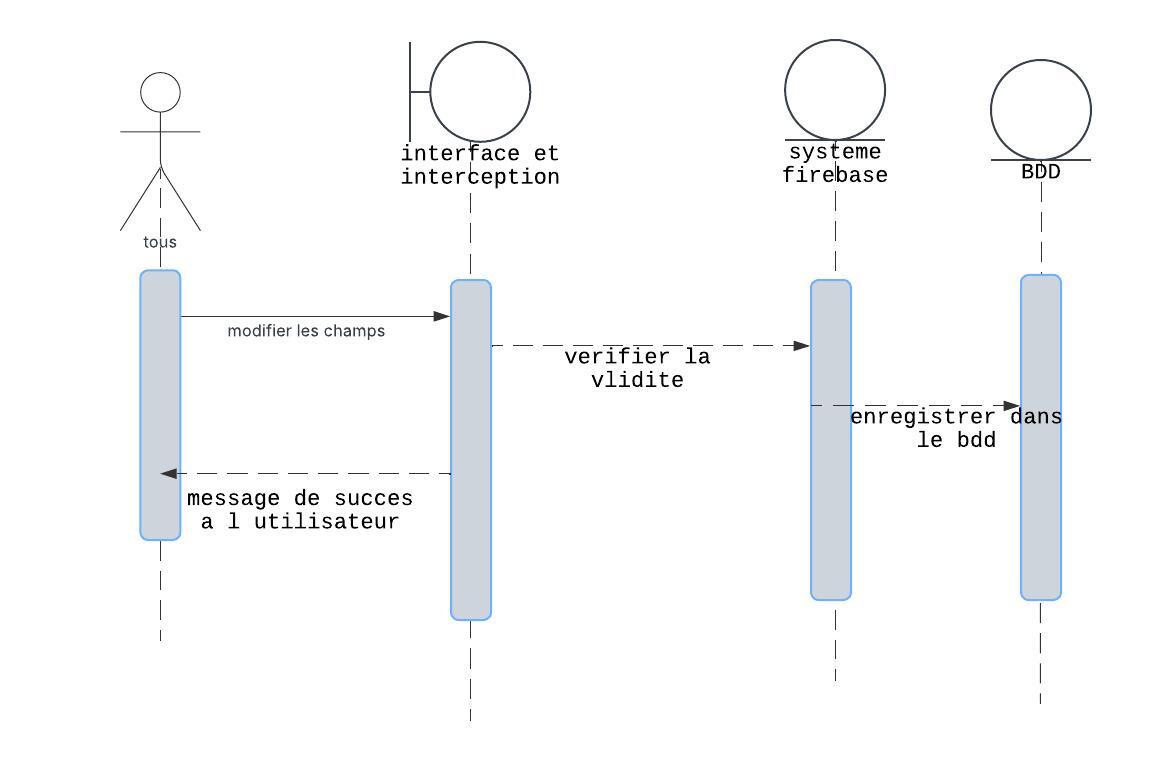 interface et
interception
systeme
firebase
BDD
tous
modifier les champs
verifier la
vlidite
enregistrer dans
le bdd
message de succes
a l utilisateur